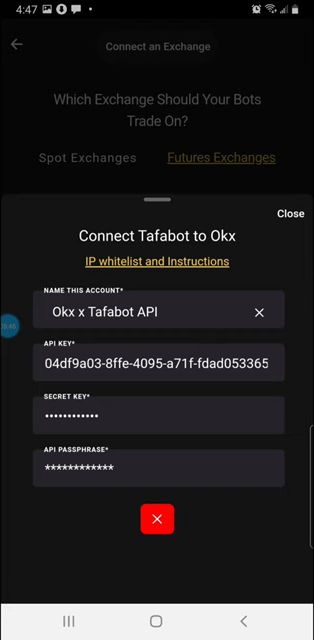 4:47
Connect an Exchange
Which Exchange Should Your Bots
Trade On?
Spot Exchanges
Futures Exchanges
Close
Connect Tafabot to Okx
IP whitelist and Instructions
NAME THIS ACCOUNT*
Okx x Tafabot API
API KEY*
04df9a03-8ffe-4095-a71f-fdad053365
SECRET KEY*
••••••••••••
API PASSPHRASE*
************